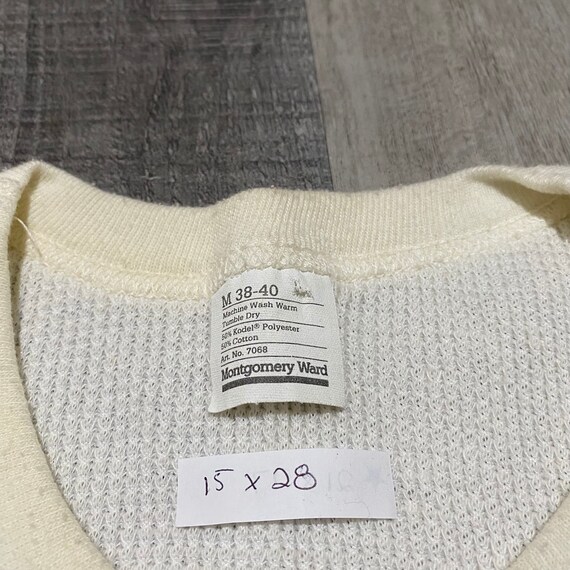 M 38-40
Machine Wash Warm
Tumble Dry
50% Kodel® Polyester
50% Cotton
Art. No. 7068
Montgomery Ward
15 x 28